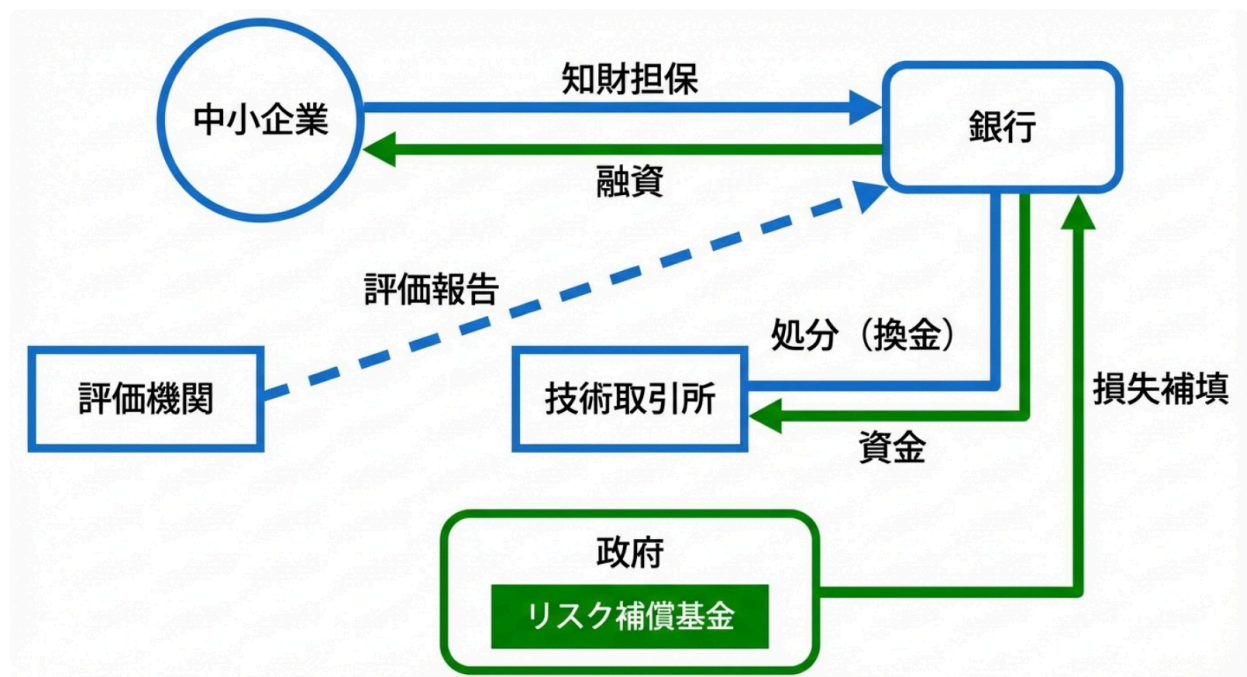 中小企業
知財担保
銀行
融資
評価報告
処分（換金）
評価機関
技術取引所
損失補填
資金
政府
リスク補償基金